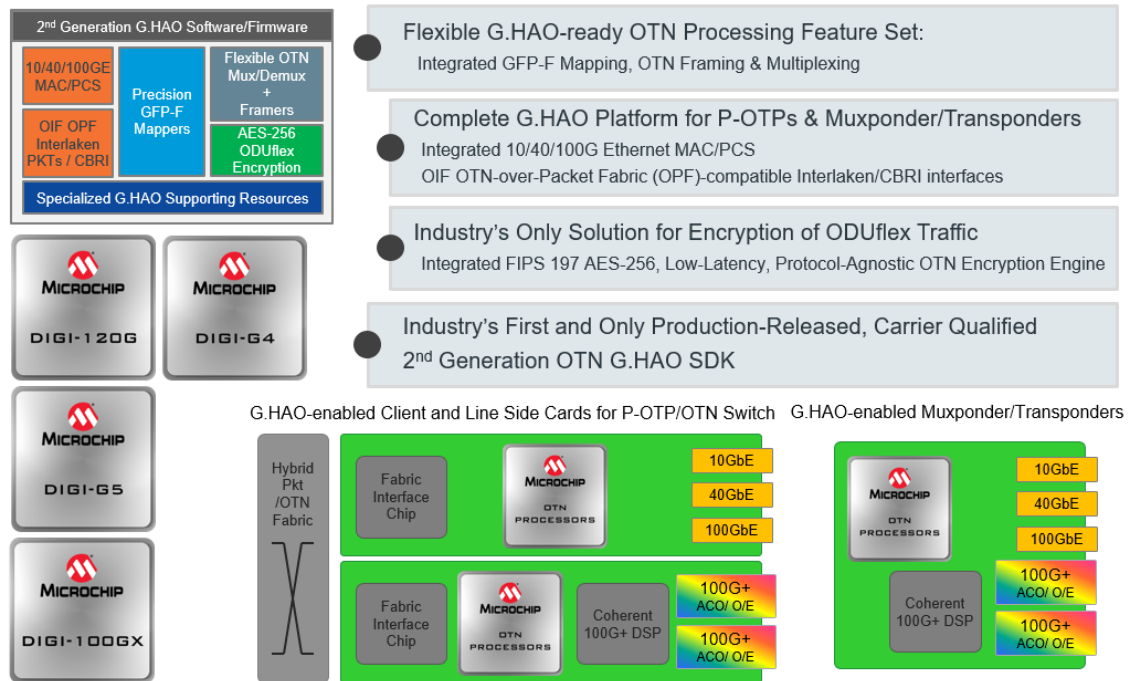 2nd Generation G.HAO Software/Firmware
10/40/100GE
MAC/PCS
OIF OPF
Interlaken
PKTs / CBRI
Precision
GFP-F
Mappers
Flexible OTN
Mux/Demux
+
Framers
AES-256
ODUflex
Encryption
Specialized G.HAO Supporting Resources
Flexible G.HAO-ready OTN Processing Feature Set:
Integrated GFP-F Mapping, OTN Framing & Multiplexing
Complete G.HAO Platform for P-OTPs & Muxponder/Transponders
Integrated 10/40/100G Ethernet MAC/PCS
OIF OTN-over-Packet Fabric (OPF)-compatible Interlaken/CBRI interfaces
Industry's Only Solution for Encryption of ODUflex Traffic
Integrated FIPS 197 AES-256, Low-Latency, Protocol-Agnostic OTN Encryption Engine
Industry's First and Only Production-Released, Carrier Qualified
2nd Generation OTN G.HAO SDK
MICROCHIP
DIGI-120G
MICROCHIP
DIGI-G4
MICROCHIP
DIGI-G5
MICROCHIP
DIGI-100GX
G.HAO-enabled Client and Line Side Cards for P-OTP/OTN Switch
Hybrid
Pkt
/OTN
Fabric
Fabric
Interface
Chip
MICROCHIP
OTN
PROCESSORS
10GbE
40GbE
100GbE
Fabric
Interface
Chip
MICROCHIP
OTN
PROCESSORS
Coherent
100G+ DSP
100G+
ACO/ O/E
100G+
ACO/ O/E
G.HAO-enabled Muxponder/Transponders
MICROCHIP
OTN
PROCESSORS
10GbE
40GbE
100GbE
Coherent
100G+ DSP
100G+
ACO/ O/E
100G+
ACO/ O/E